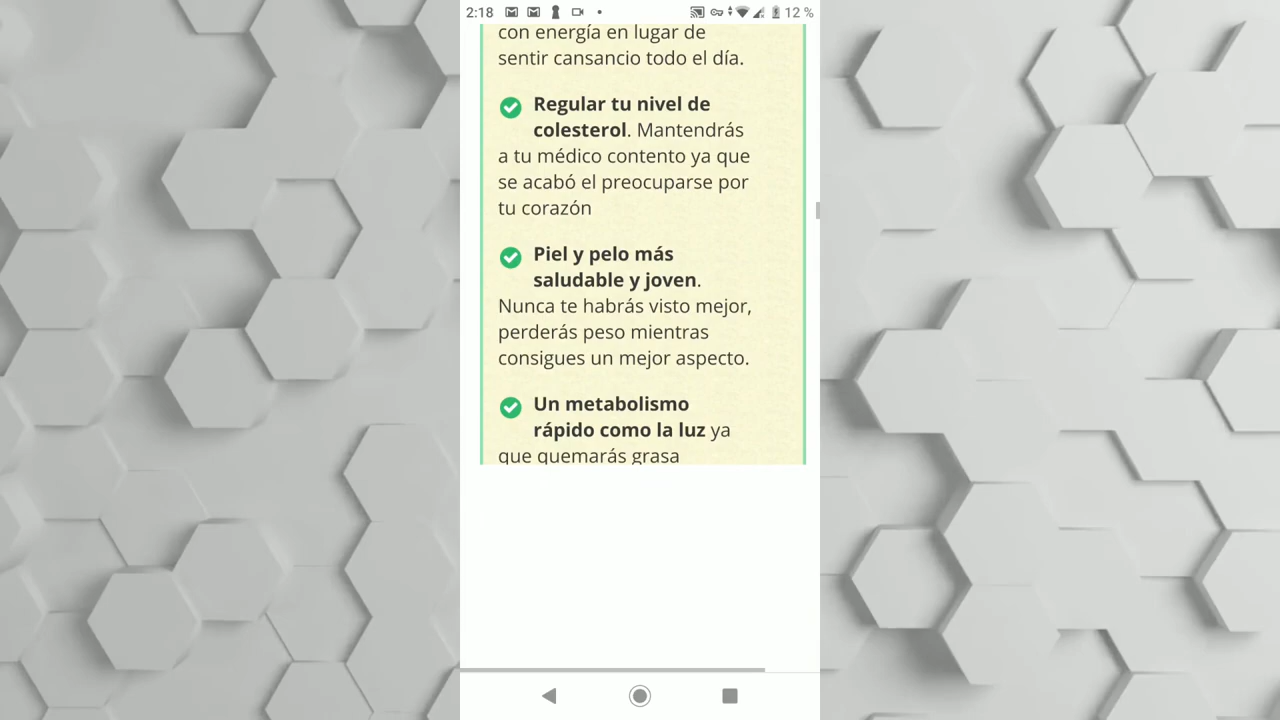 2:18
12 %
con energía en lugar de
sentir cansancio todo el día.
Regular tu nivel de
colesterol. Mantendrás
a tu médico contento ya que
se acabó el preocuparse por
tu corazón
Piel y pelo más
saludable y joven.
Nunca te habrás visto mejor,
perderás peso mientras
consigues un mejor aspecto.
Un metabolismo
rápido como la luz ya
que quemarás grasa